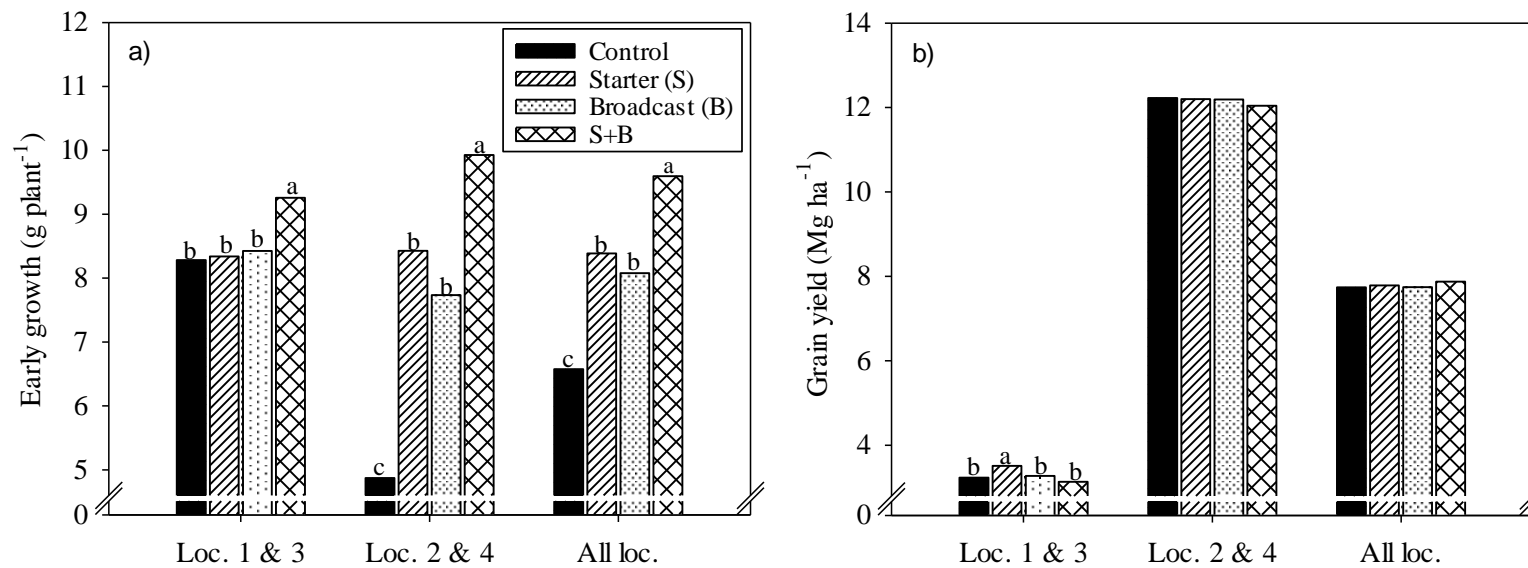 a)
Control
Starter (S)
Broadcast (B)
S+B
Early growth (g plant⁻¹)
12
11
10
9
8
7
6
5
0
b b b a
c b b a
c b b a
Loc. 1 & 3 Loc. 2 & 4 All loc.
b)
Grain yield (Mg ha⁻¹)
14
12
10
8
6
4
0
b a b b
Loc. 1 & 3 Loc. 2 & 4 All loc.